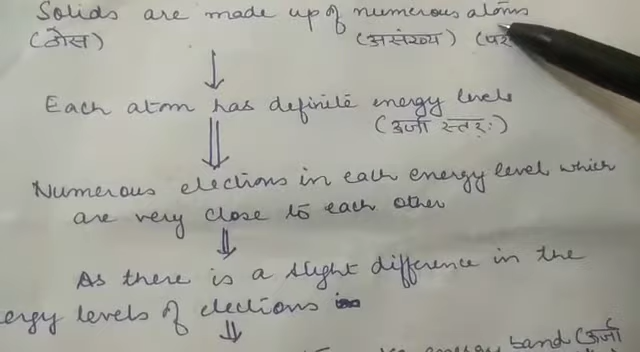 Solids are made up of numerous atoms
(ठोस) (असंख्य)
Each atom has definite energy levels
(ऊर्जा स्तर:)
Numerous elections in each energy level which
are very close to each other
As there is a slight difference in the
levels of elections
energy band (ऊर्जा